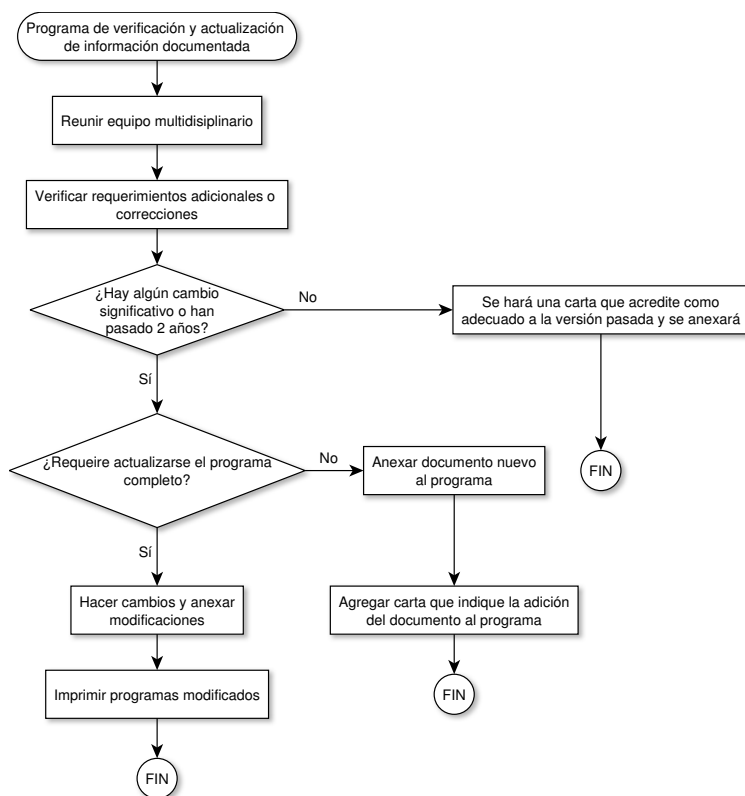 Programa de verificación y actualización
de información documentada
Reunir equipo multidisiplinario
Verificar requerimientos adicionales o
correcciones
¿Hay algún cambio
significativo o han
pasado 2 años?
No
Se hará una carta que acredite como
adecuado a la versión pasada y se anexará
Sí
FIN
¿Requeire actualizarse el programa
completo?
No
Anexar documento nuevo
al programa
Sí
Hacer cambios y anexar
modificaciones
Agregar carta que indique la adición
del documento al programa
Imprimir programas modificados
FIN
FIN